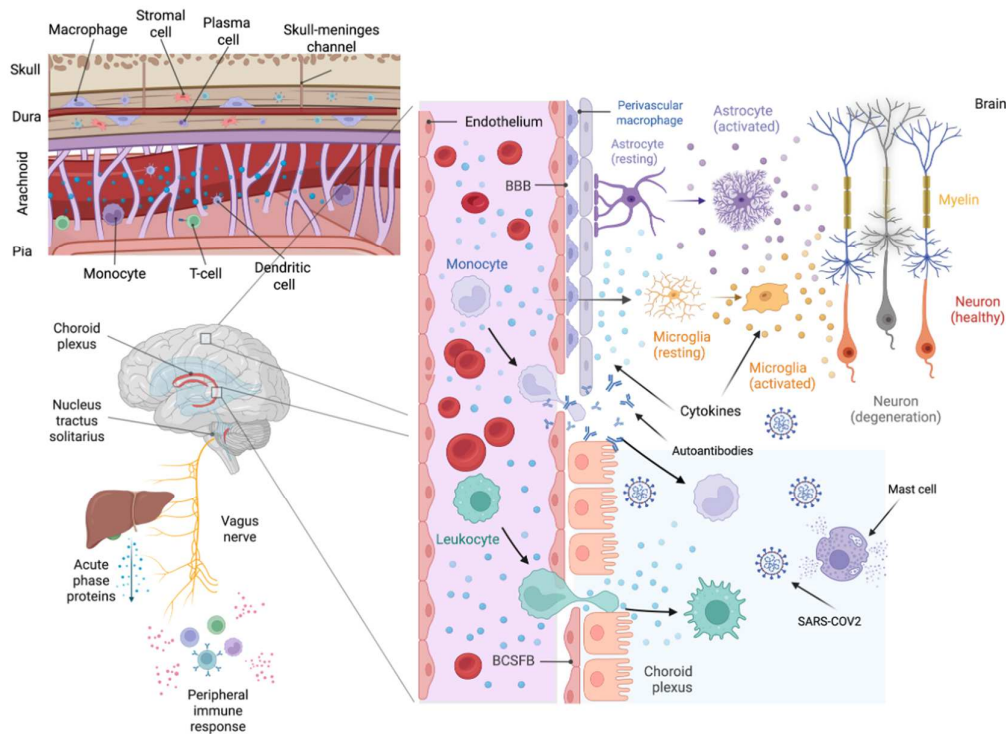 Macrophage
Stromal
cell
Plasma
cell
Skull-meninges
channel
Skull
Dura
Arachnoid
Pia
Monocyte
T-cell
Dendritic
cell
Choroid
plexus
Nucleus
tractus
solitarius
Vagus
nerve
Acute
phase
proteins
Peripheral
immune
response
Endothelium
BBB
Perivascular
macrophage
Astrocyte
(resting)
Astrocyte
(activated)
Brain
Myelin
Monocyte
Microglia
(resting)
Microglia
(activated)
Neuron
(healthy)
Neuron
(degeneration)
Cytokines
Autoantibodies
Mast cell
Leukocyte
SARS-COV2
BCSFB
Choroid
plexus